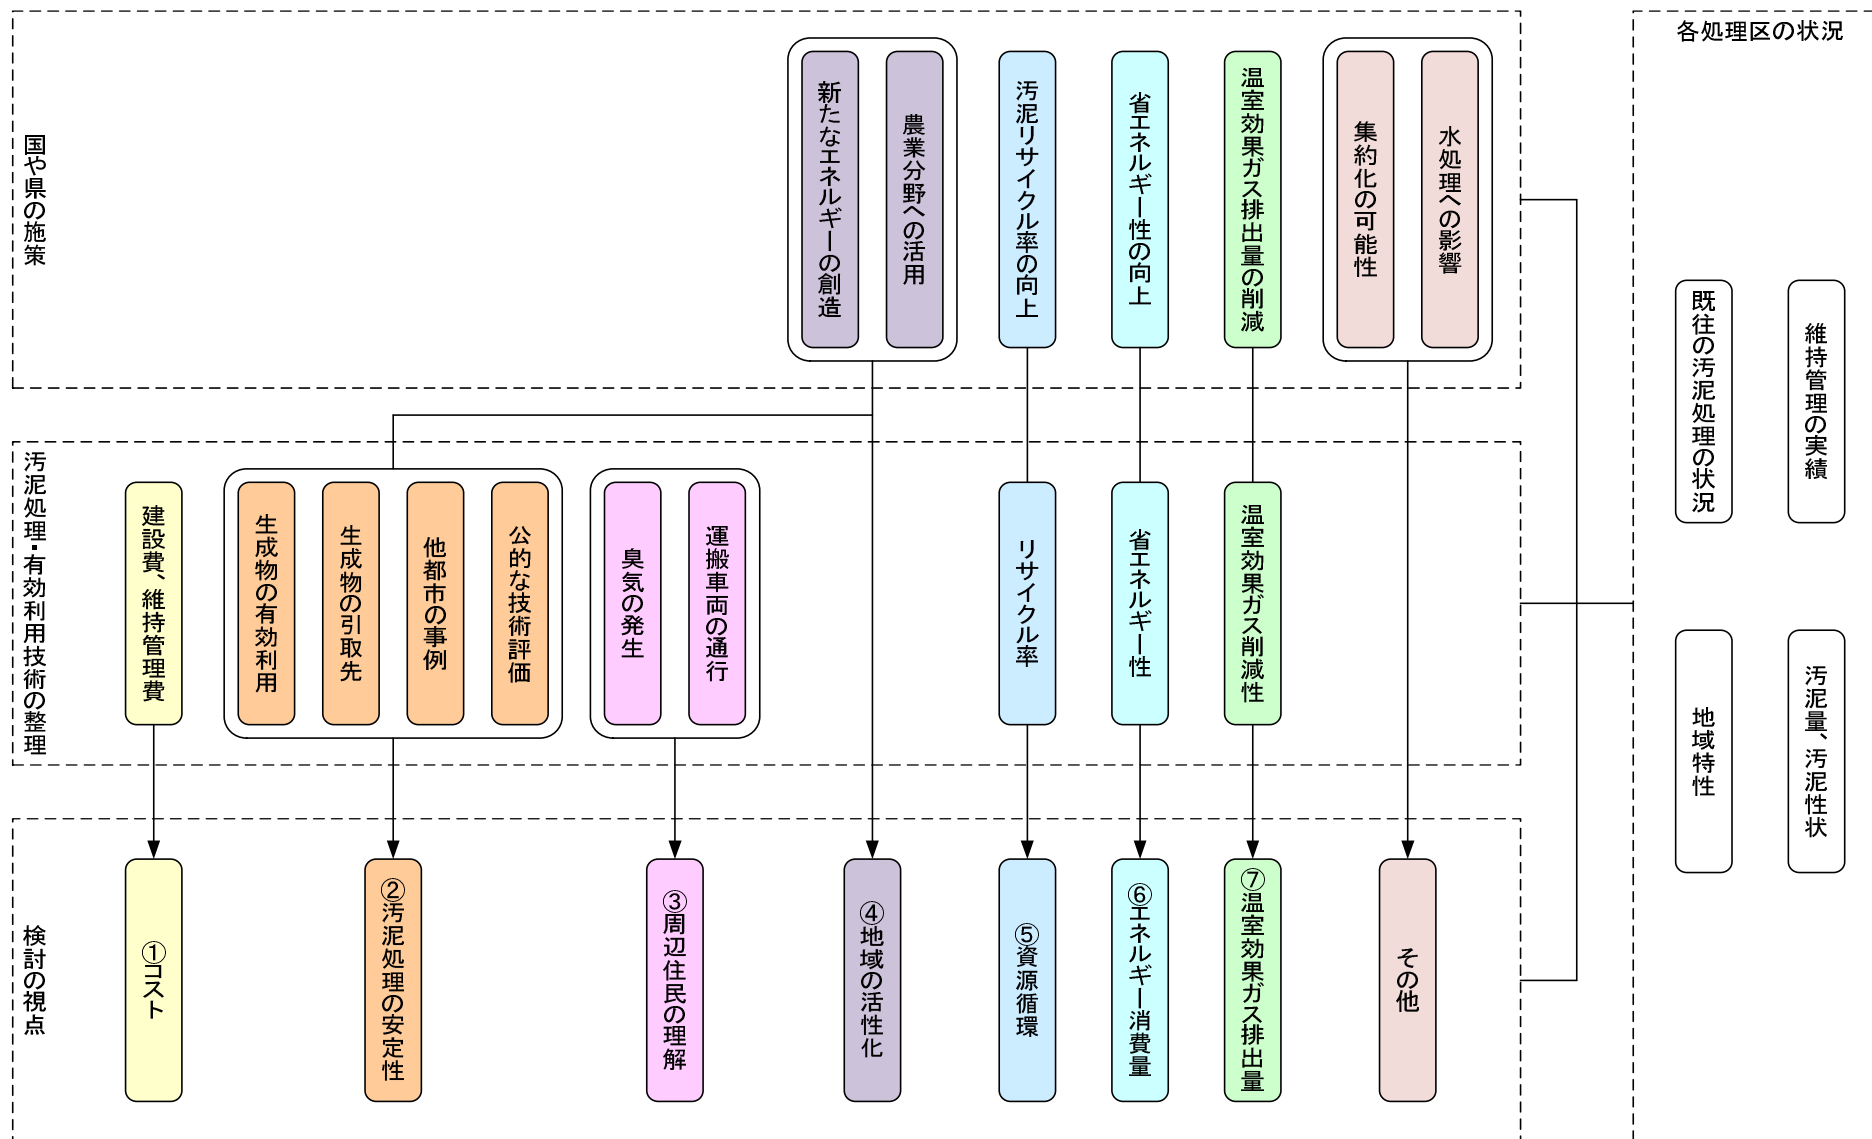 国や県の施策
新たなエネルギーの創造
農業分野への活用
汚泥リサイクル率の向上
省エネルギー性の向上
温室効果ガス排出量の削減
集約化の可能性
水処理への影響
汚泥処理・有効利用技術の整理
建設費、維持管理費
生成物の有効利用
生成物の引取先
他都市の事例
公的な技術評価
臭気の発生
運搬車両の通行
リサイクル率
省エネルギー性
温室効果ガス削減性
検討の視点
①コスト
②汚泥処理の安定性
③周辺住民の理解
④地域の活性化
⑤資源循環
⑥エネルギー消費量
⑦温室効果ガス排出量
その他
各処理区の状況
既往の汚泥処理の状況
維持管理の実績
地域特性
汚泥量、汚泥性状